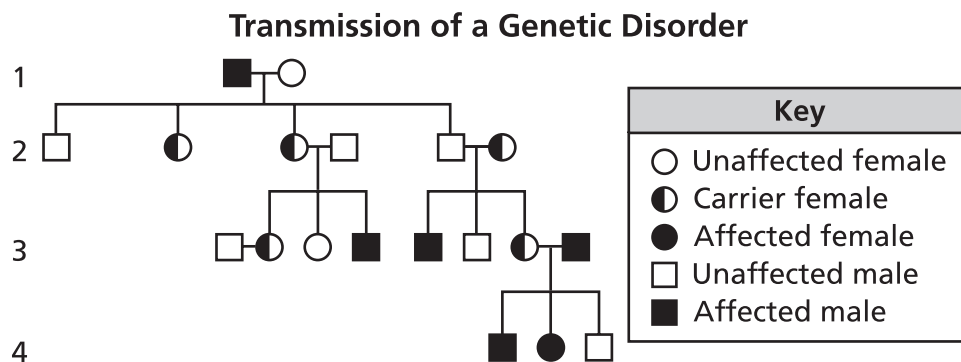 Transmission of a Genetic Disorder
1
2
3
4
Key
Unaffected female
Carrier female
Affected female
Unaffected male
Affected male